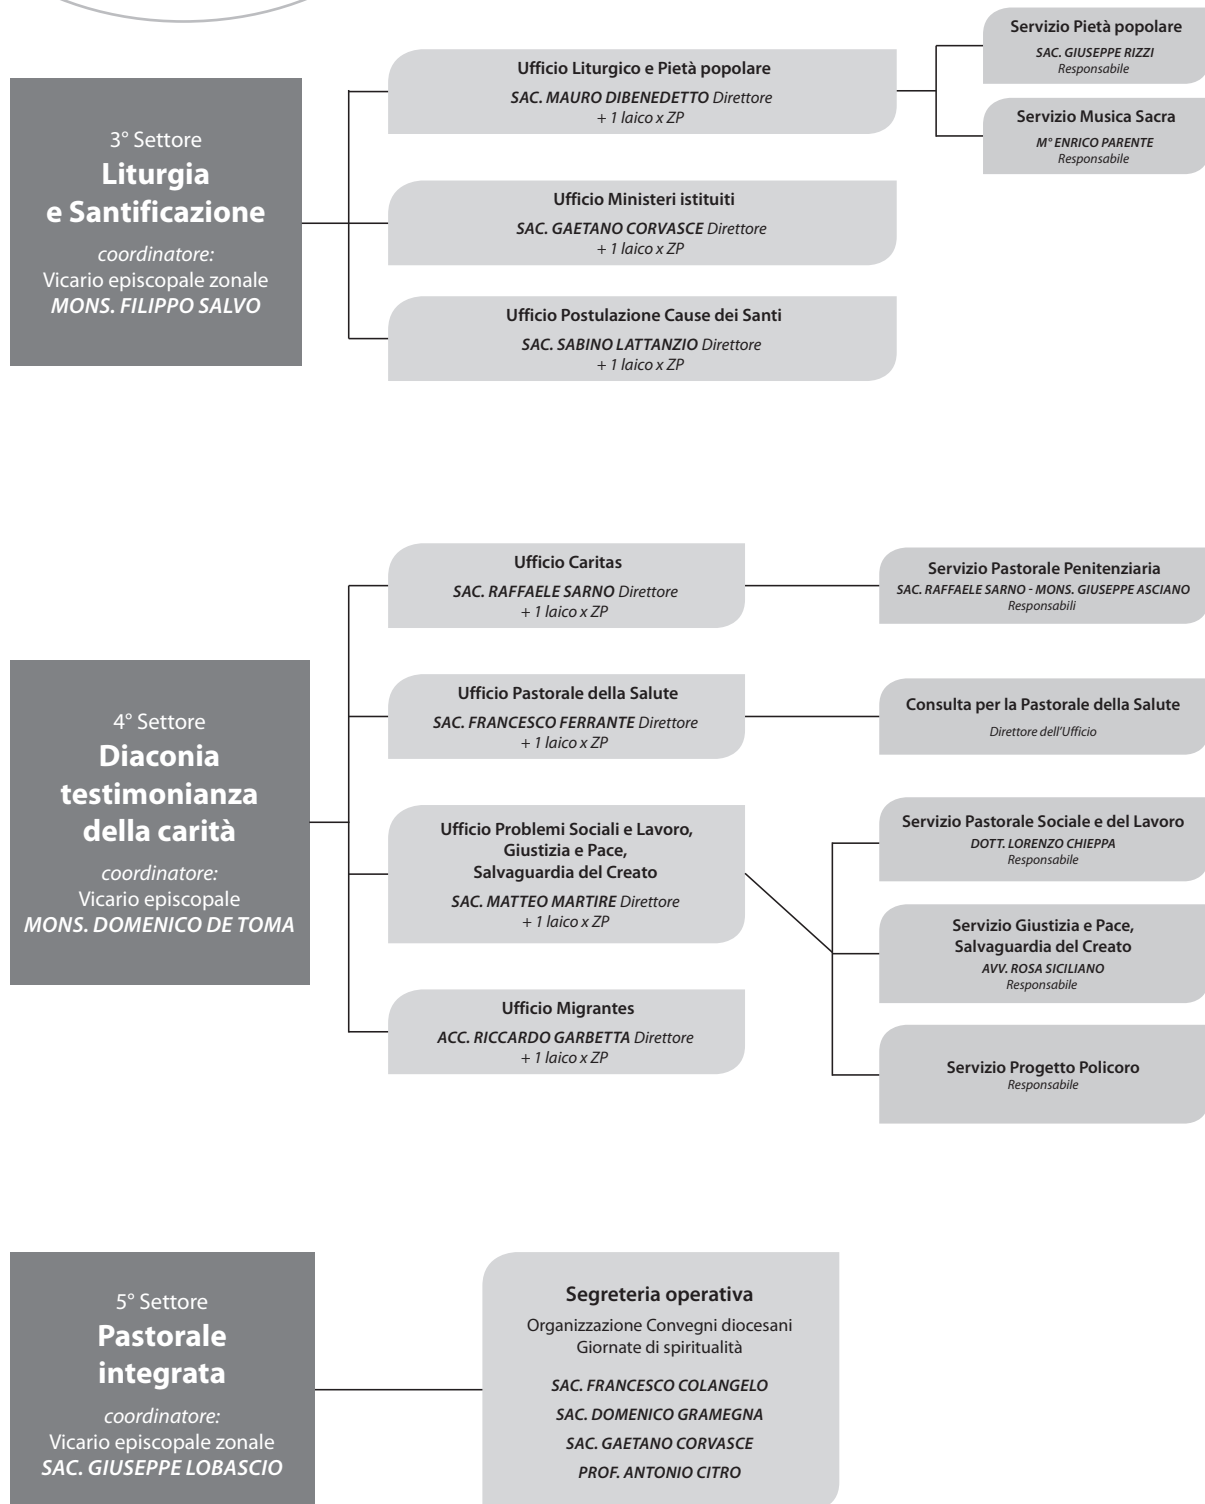 3° Settore
Liturgia
e Santificazione
coordinatore:
Vicario episcopale zonale
MONS. FILIPPO SALVO
Ufficio Liturgico e Pietà popolare
SAC. MAURO DIBENEDETTO Direttore
+ 1 laico x ZP
Servizio Pietà popolare
SAC. GIUSEPPE RIZZI
Responsabile
Servizio Musica Sacra
M° ENRICO PARENTE
Responsabile
Ufficio Ministeri istituiti
SAC. GAETANO CORVASCE Direttore
+ 1 laico x ZP
Ufficio Postulazione Cause dei Santi
SAC. SABINO LATTANZIO Direttore
+ 1 laico x ZP
4° Settore
Diaconia
testimonianza
della carità
coordinatore:
Vicario episcopale
MONS. DOMENICO DE TOMA
Ufficio Caritas
SAC. RAFFAELE SARNO Direttore
+ 1 laico x ZP
Servizio Pastorale Penitenziaria
SAC. RAFFAELE SARNO - MONS. GIUSEPPE ASCIANO
Responsabili
Ufficio Pastorale della Salute
SAC. FRANCESCO FERRANTE Direttore
+ 1 laico x ZP
Consulta per la Pastorale della Salute
Direttore dell'Ufficio
Ufficio Problemi Sociali e Lavoro,
Giustizia e Pace,
Salvaguardia del Creato
SAC. MATTEO MARTIRE Direttore
+ 1 laico x ZP
Servizio Pastorale Sociale e del Lavoro
DOTT. LORENZO CHIEPPA
Responsabile
Servizio Giustizia e Pace,
Salvaguardia del Creato
AVV. ROSA SICILIANO
Responsabile
Servizio Progetto Policoro
Responsabile
Ufficio Migrantes
ACC. RICCARDO GARBETTA Direttore
+ 1 laico x ZP
5° Settore
Pastorale
integrata
coordinatore:
Vicario episcopale zonale
SAC. GIUSEPPE LOBASCIO
Segreteria operativa
Organizzazione Convegni diocesani
Giornate di spiritualità
SAC. FRANCESCO COLANGELO
SAC. DOMENICO GRAMEGNA
SAC. GAETANO CORVASCE
PROF. ANTONIO CITRO